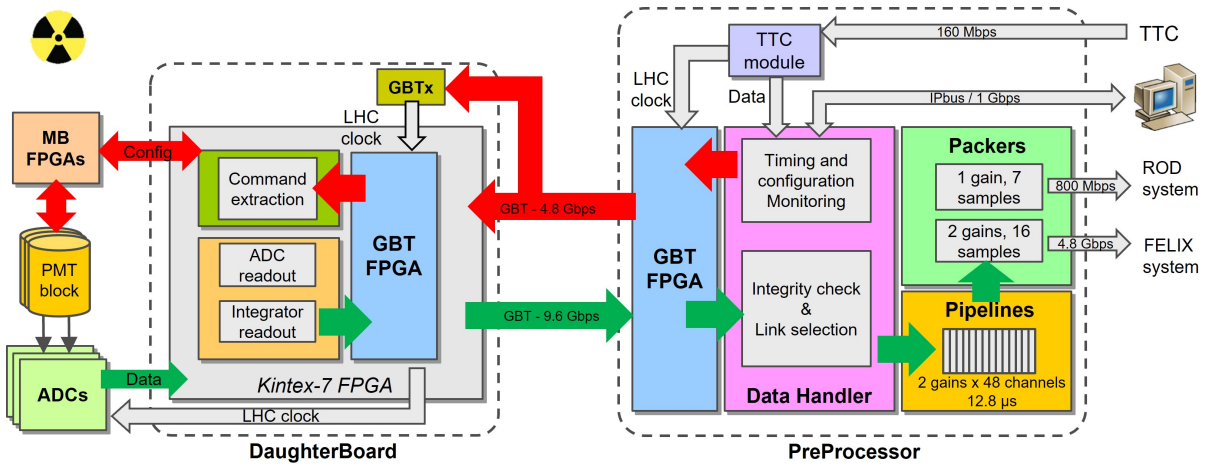 TTC
module
160 Mbps
TTC
LHC
clock
Data
IPbus / 1 Gbps
GBTx
LHC
clock
MB
FPGAs
Config
Command
extraction
GBT
FPGA
ADC
readout
Integrator
readout
Kintex-7 FPGA
PMT
block
ADCs
Data
LHC clock
DaughterBoard
GBT - 4.8 Gbps
GBT - 9.6 Gbps
GBT
FPGA
Timing and
configuration
Monitoring
Integrity check
&
Link selection
Data Handler
Packers
1 gain, 7
samples
2 gains, 16
samples
800 Mbps
ROD
system
4.8 Gbps
FELIX
system
Pipelines
2 gains x 48 channels
12.8 µs
PreProcessor